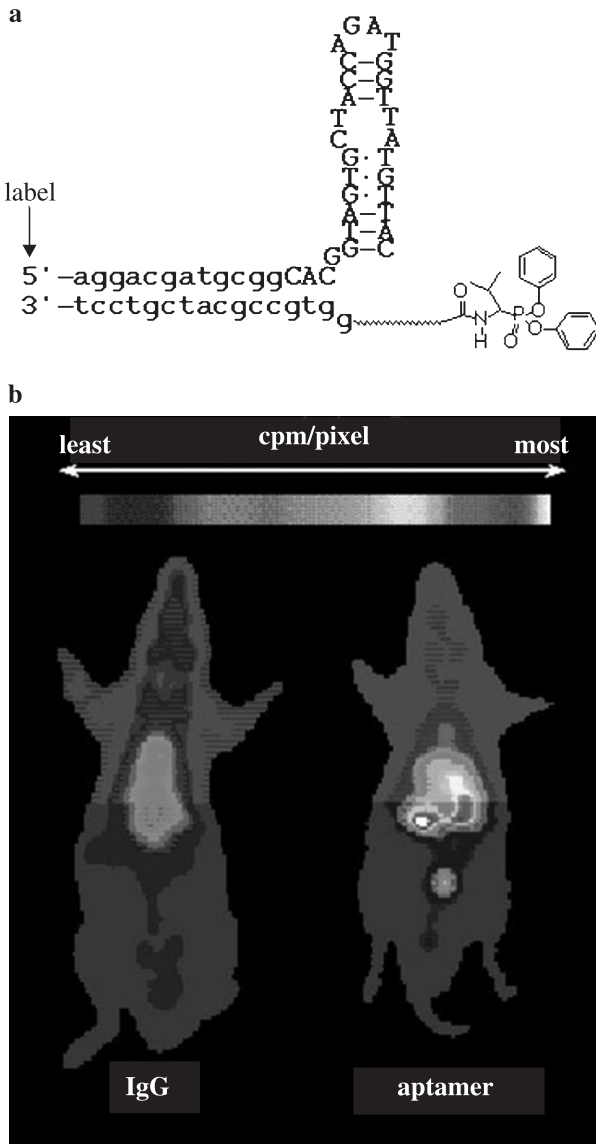 a
G A
A T
C – G
C – G
A – T
T T
C A
G · T
T · G
G · T
A – T
T – A
G – C
G
label
5'–aggacgatgcggCAC
3'–tcctgctacgccgtgg
O
N
H
P
O
O
O
b
cpm/pixel
least most
IgG aptamer